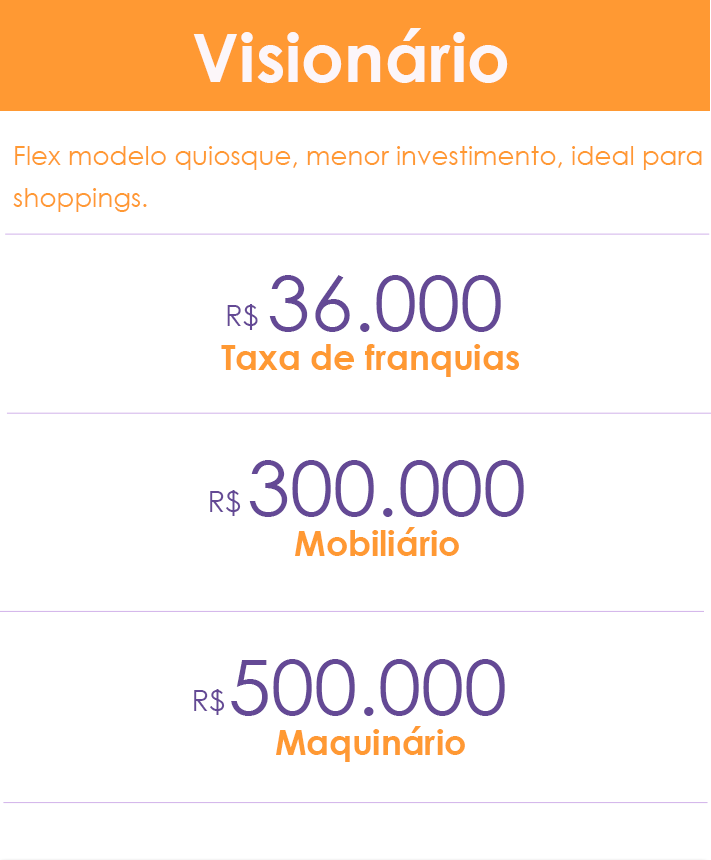 Visionário
Flex modelo quiosque, menor investimento, ideal para
shoppings.
R$ 36.000
Taxa de franquias
R$ 300.000
Mobiliário
R$ 500.000
Maquinário